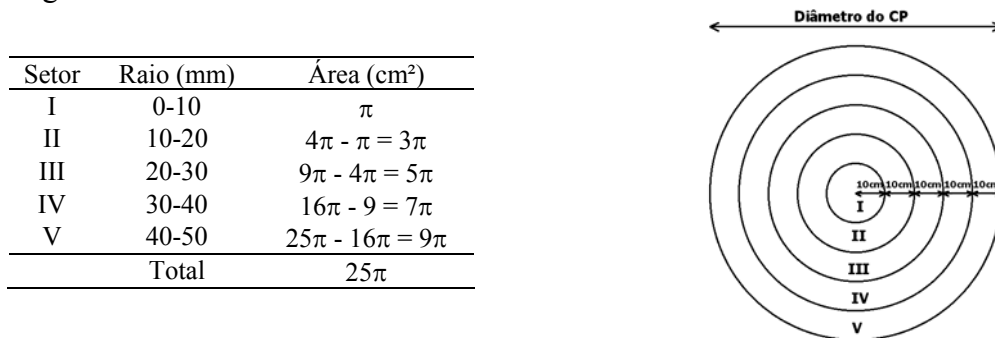 Diâmetro do CP
Setor Raio (mm) Área (cm²)
I 0-10 π
II 10-20 4π - π = 3π
III 20-30 9π - 4π = 5π
IV 30-40 16π - 9 = 7π
V 40-50 25π - 16π = 9π
Total 25π
10cm 10cm 10cm 10cm 10cm
I
II
III
IV
V